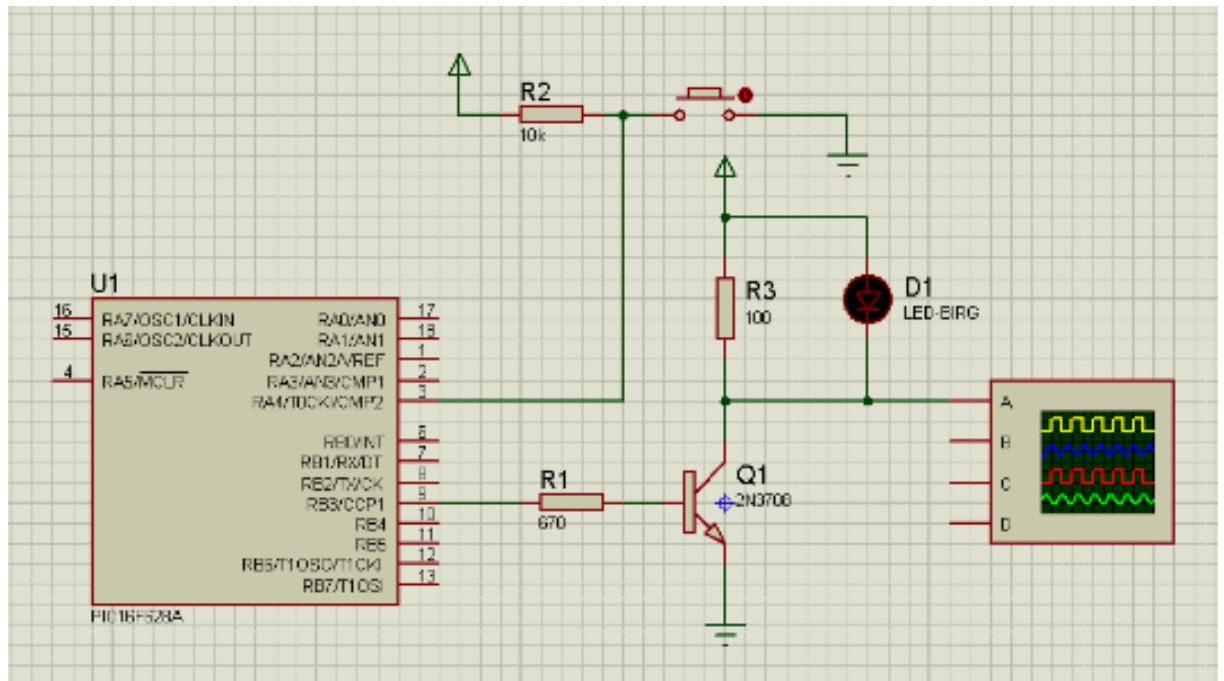 R2
10k
U1
16
RA7/OSC1/CLKIN
RA0/AN0
17
15
RA6/OSC2/CLKOUT
RA1/AN1
18
RA2/AN2/VREF
1
4
RA5/MCLR
RA3/AN3/CMP1
2
RA4/T0CKI/CMP2
3
RB0/INT
6
RB1/RX/DT
7
RB2/TX/CK
8
RB3/CCP1
9
RB4
10
RB5
11
RB6/T1OSO/T1CKI
12
RB7/T1OSI
13
PIC16F628A
R3
100
D1
LED-BIRG
R1
670
Q1
2N3708
A
B
C
D